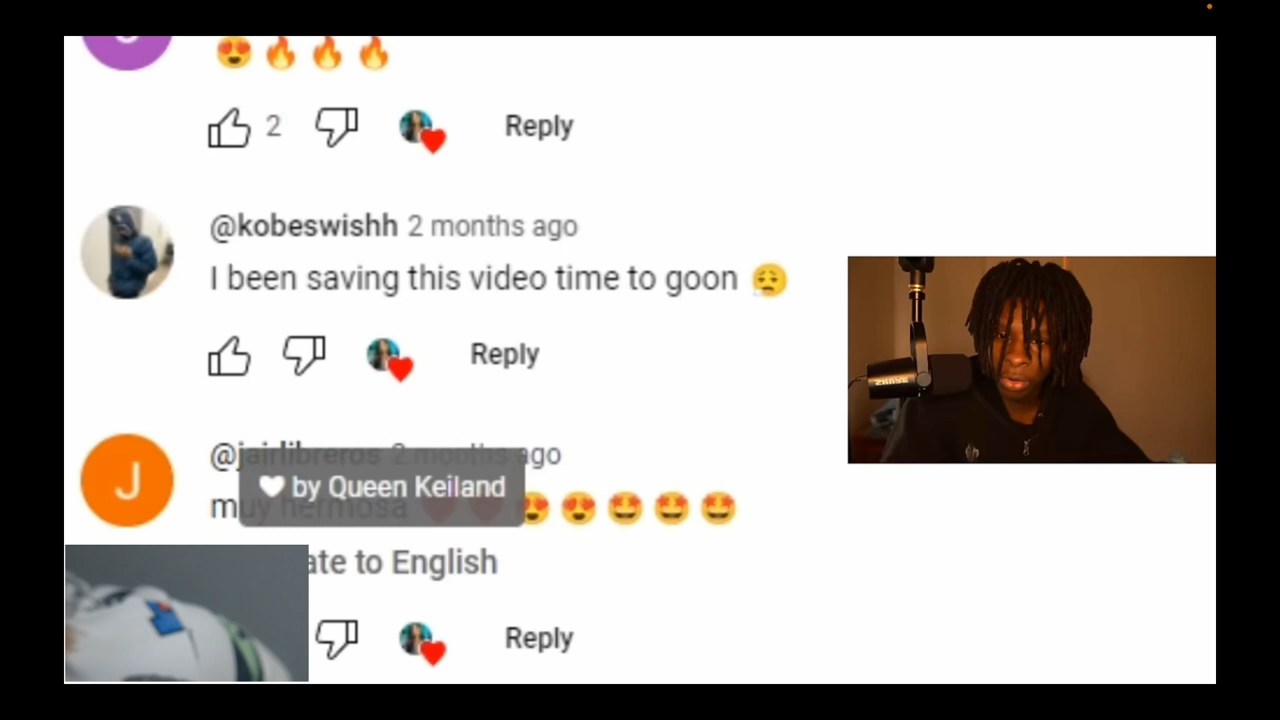 2
Reply
@kobeswishh 2 months ago
I been saving this video time to goon
Reply
@jairlibreros 2 months ago
by Queen Keiland
muy hermosa
ate to English
Reply
J
SHURE